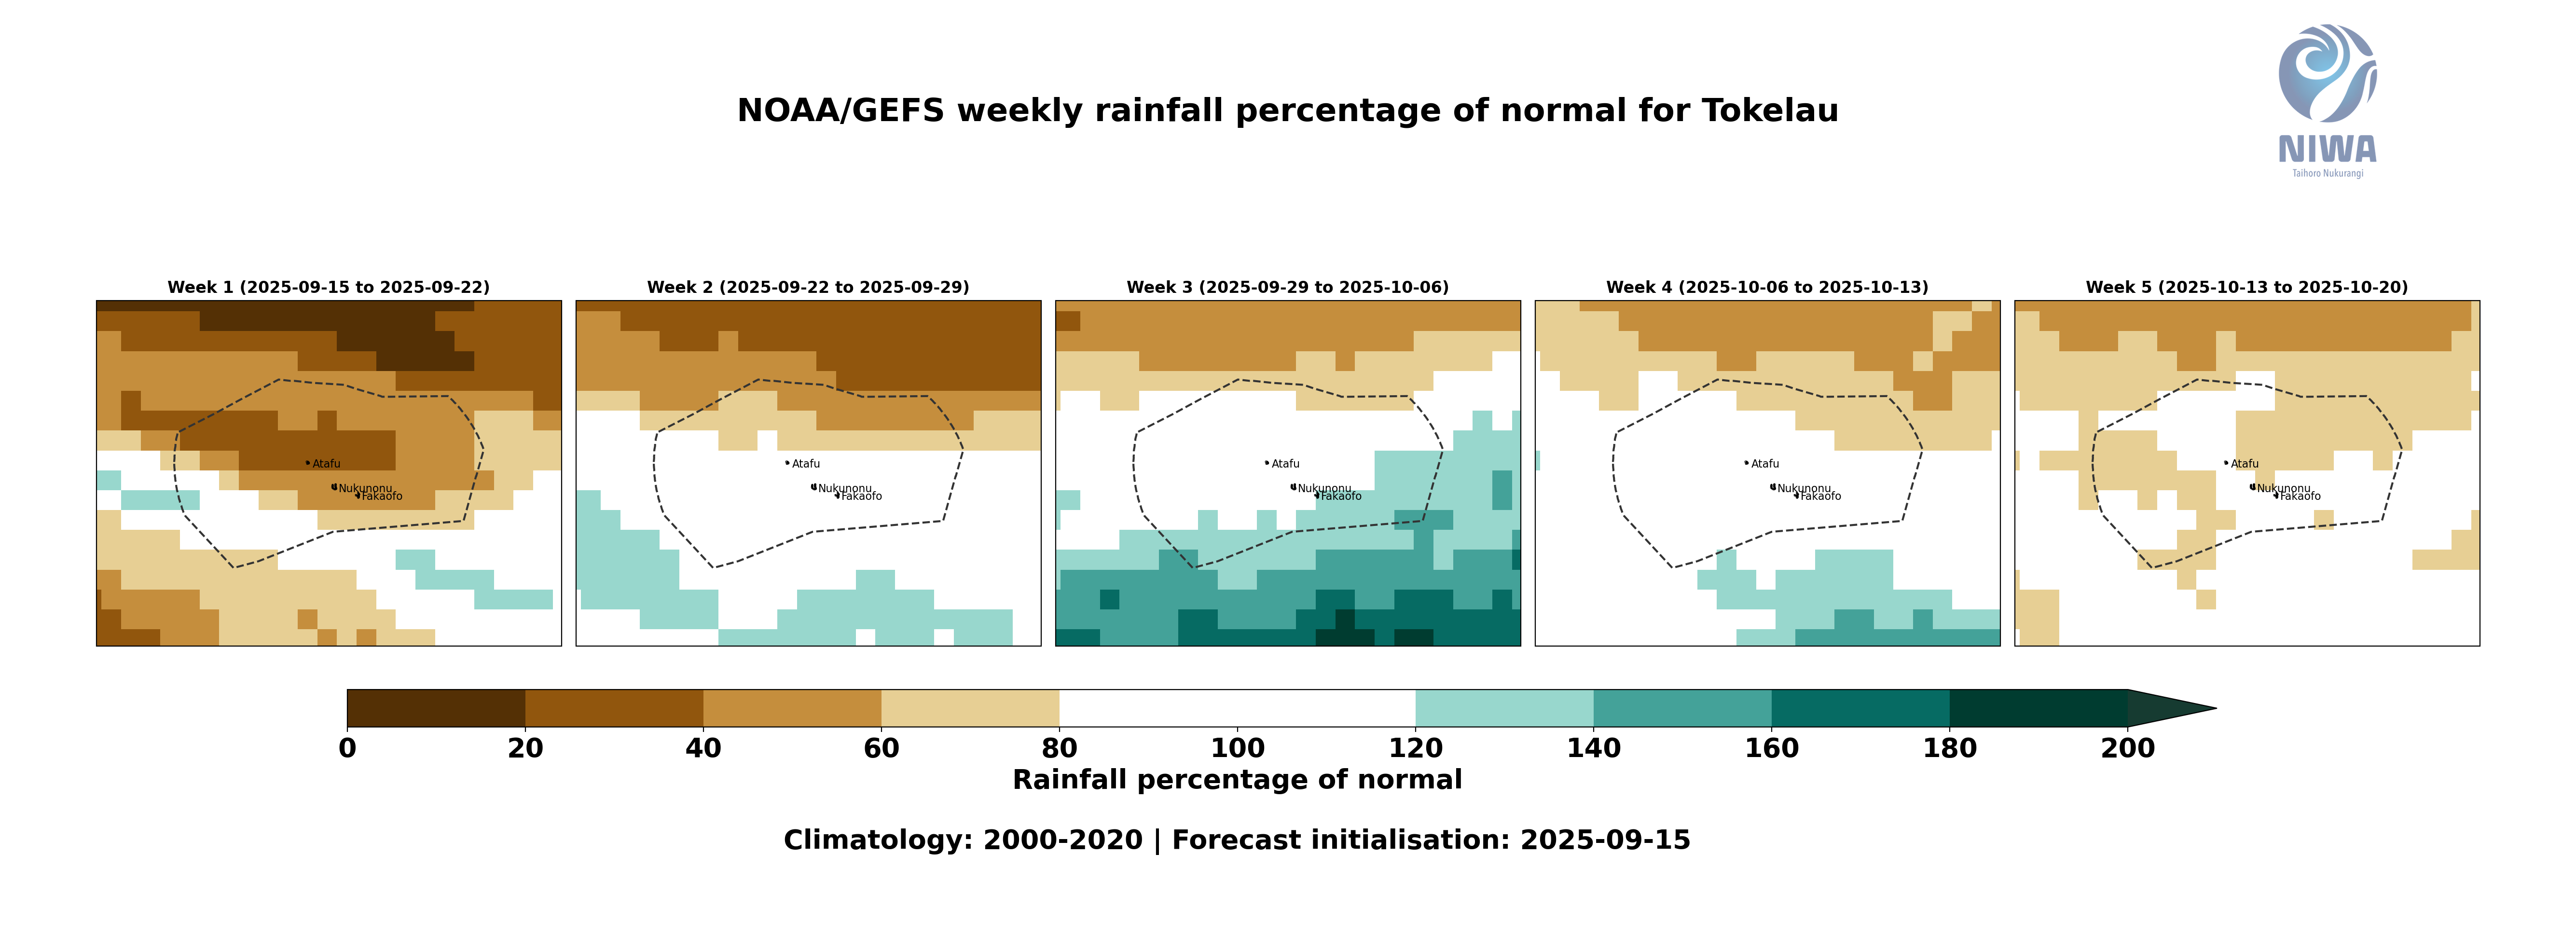 NOAA/GEFS weekly rainfall percentage of normal for Tokelau
NIWA
Taihoro Nukurangi
Week 1 (2025-09-15 to 2025-09-22)
Week 2 (2025-09-22 to 2025-09-29)
Week 3 (2025-09-29 to 2025-10-06)
Week 4 (2025-10-06 to 2025-10-13)
Week 5 (2025-10-13 to 2025-10-20)
Atafu
Nukunonu
Fakaofo
Atafu
Nukunonu
Fakaofo
Atafu
Nukunonu
Fakaofo
Atafu
Nukunonu
Fakaofo
Atafu
Nukunonu
Fakaofo
0 20 40 60 80 100 120 140 160 180 200
Rainfall percentage of normal
Climatology: 2000-2020 | Forecast initialisation: 2025-09-15